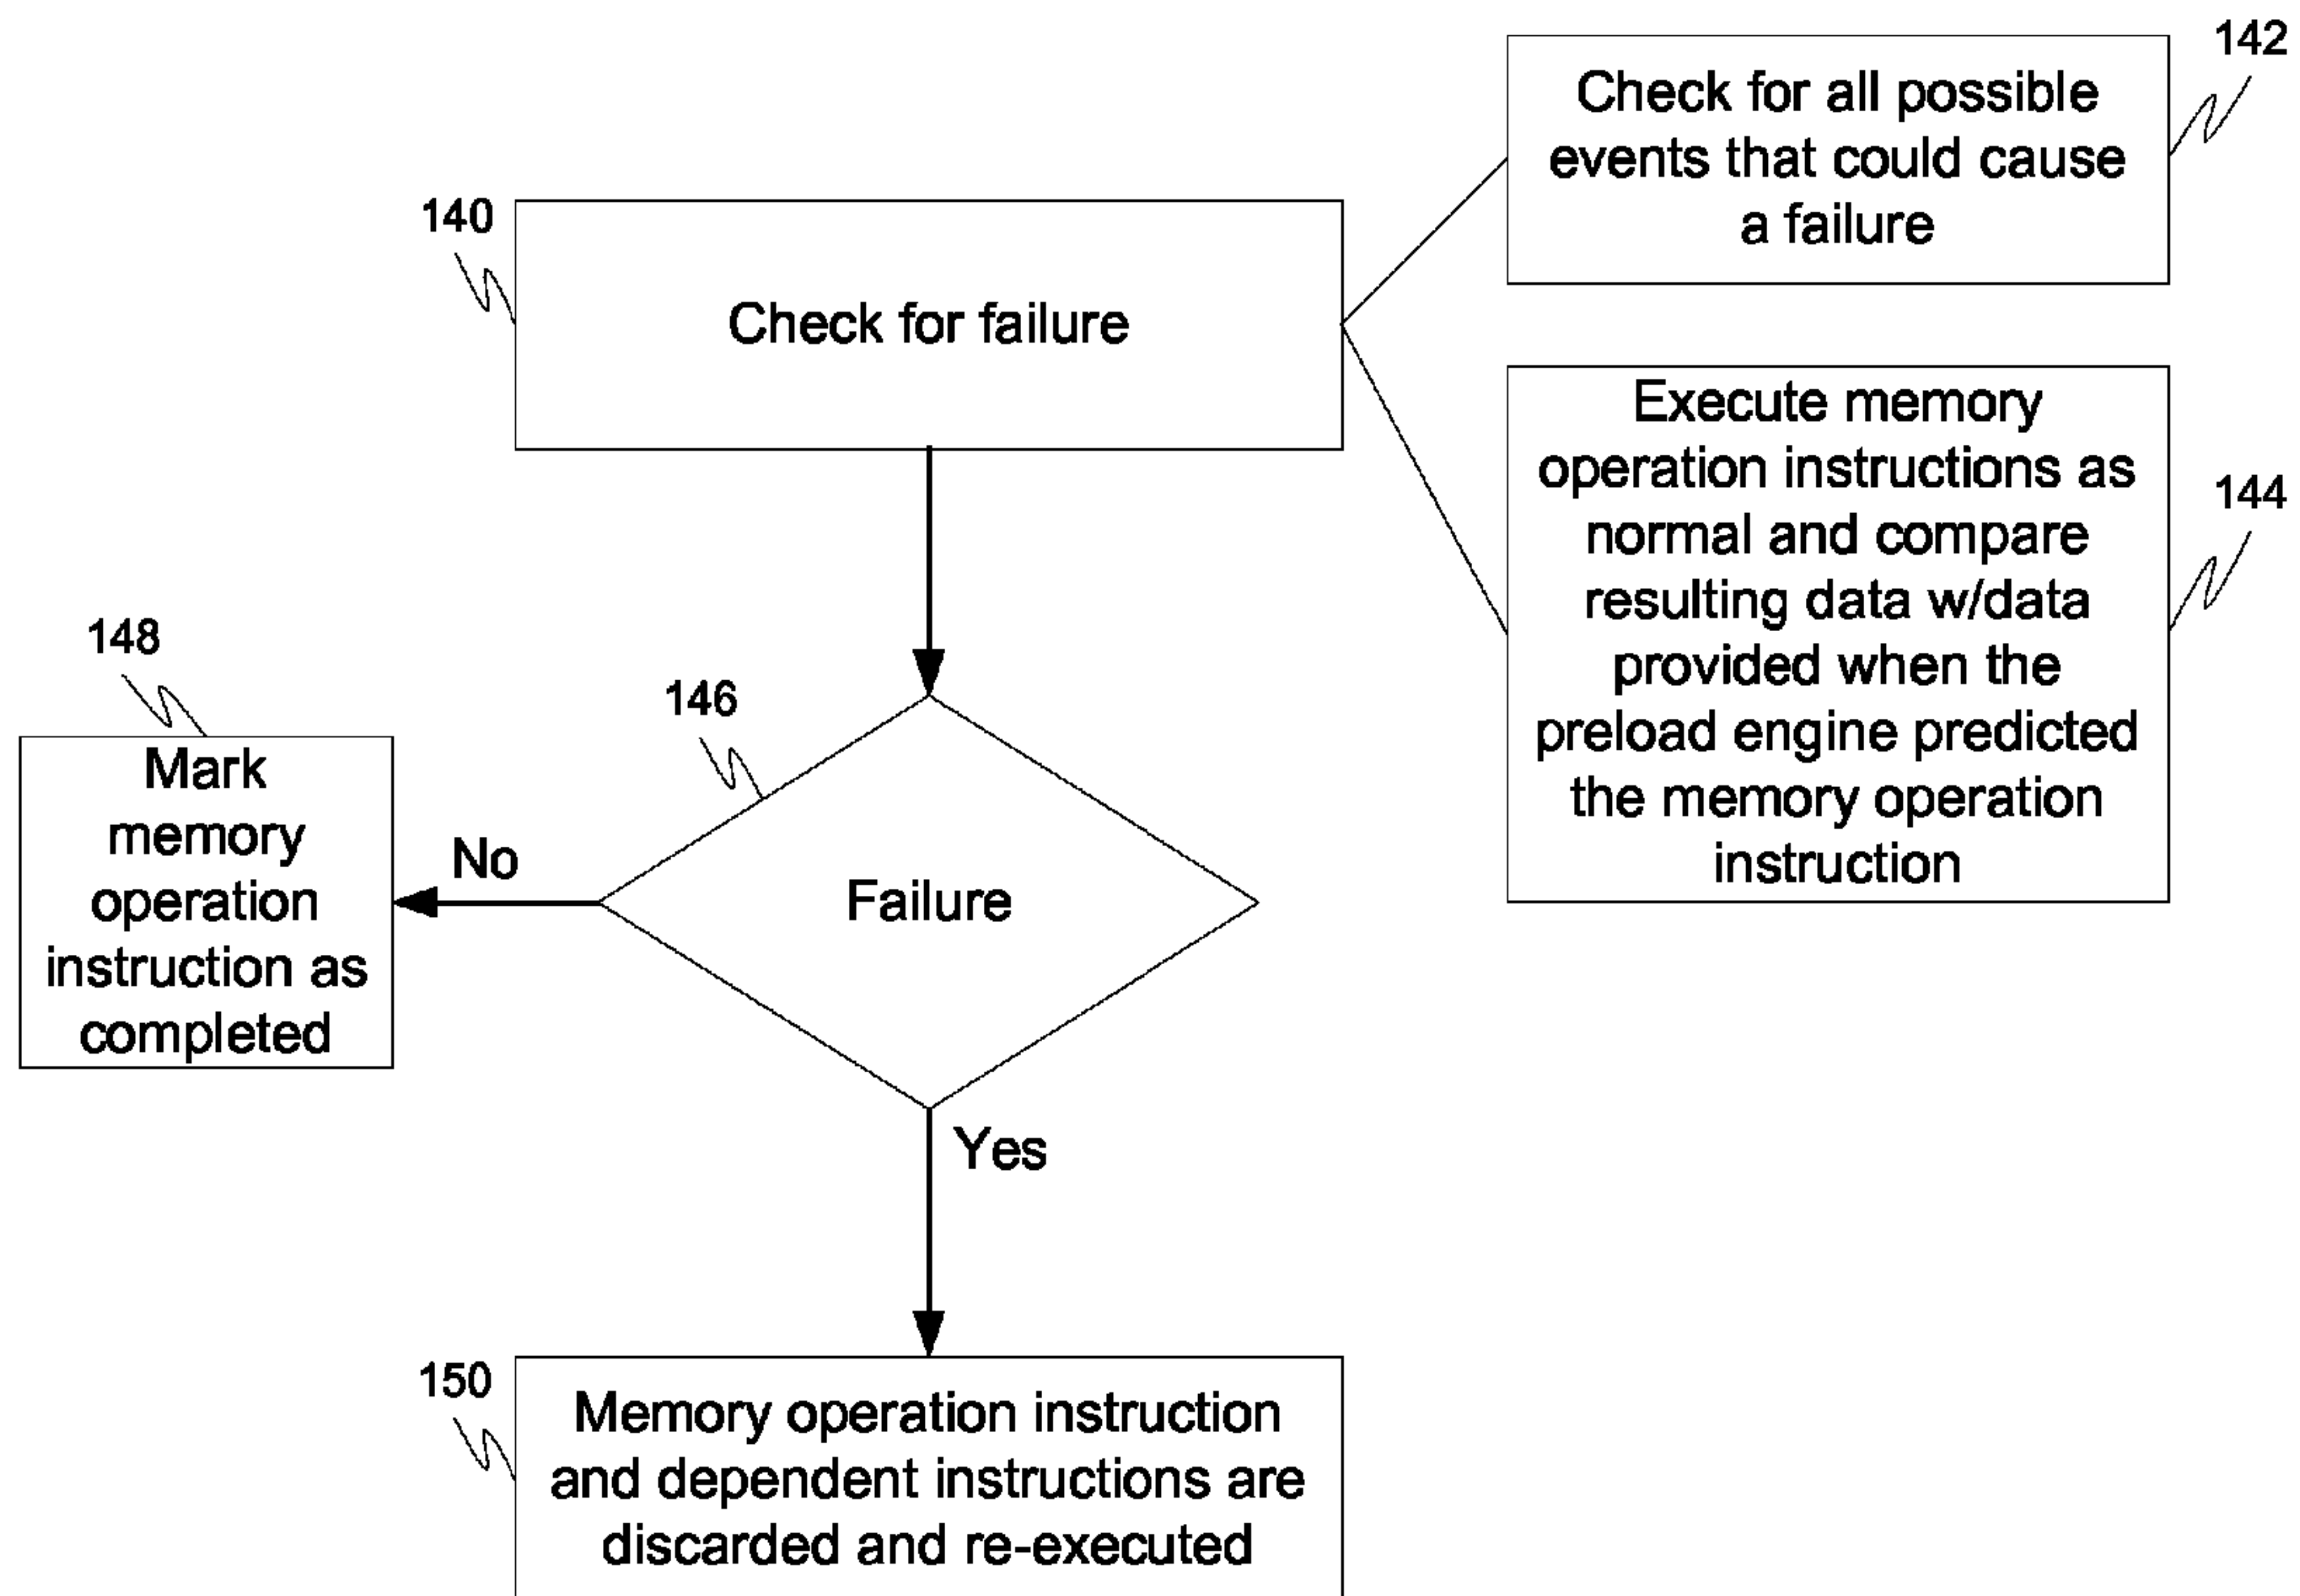 142
Check for all possible
events that could cause
a failure
140
Check for failure
Execute memory
operation instructions as
normal and compare
resulting data w/data
provided when the
preload engine predicted
the memory operation
instruction
144
148
Mark
memory
operation
instruction as
completed
146
No
Failure
Yes
150
Memory operation instruction
and dependent instructions are
discarded and re-executed